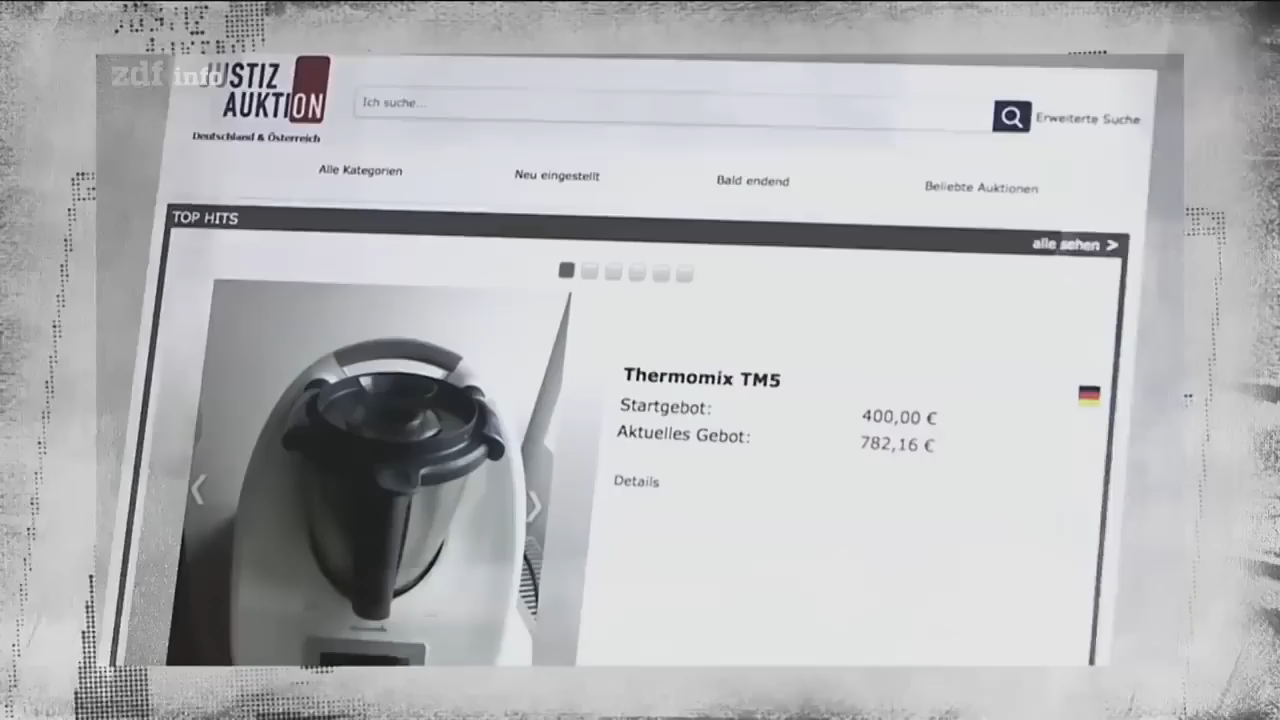 zdf info
JUSTIZ
AUKTION
Deutschland & Österreich
Ich suche...
Erweiterte Suche
Alle Kategorien
Neu eingestellt
Bald endend
Beliebte Auktionen
TOP HITS
alle sehen >
Thermomix TM5
Startgebot: 400,00 €
Aktuelles Gebot: 782,16 €
Details